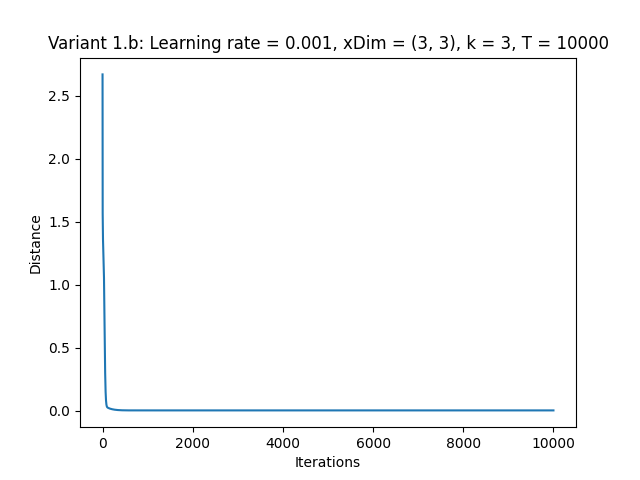 Variant 1.b: Learning rate = 0.001, xDim = (3, 3), k = 3, T = 10000
2.5
2.0
1.5
1.0
0.5
0.0
Distance
0 2000 4000 6000 8000 10000
Iterations